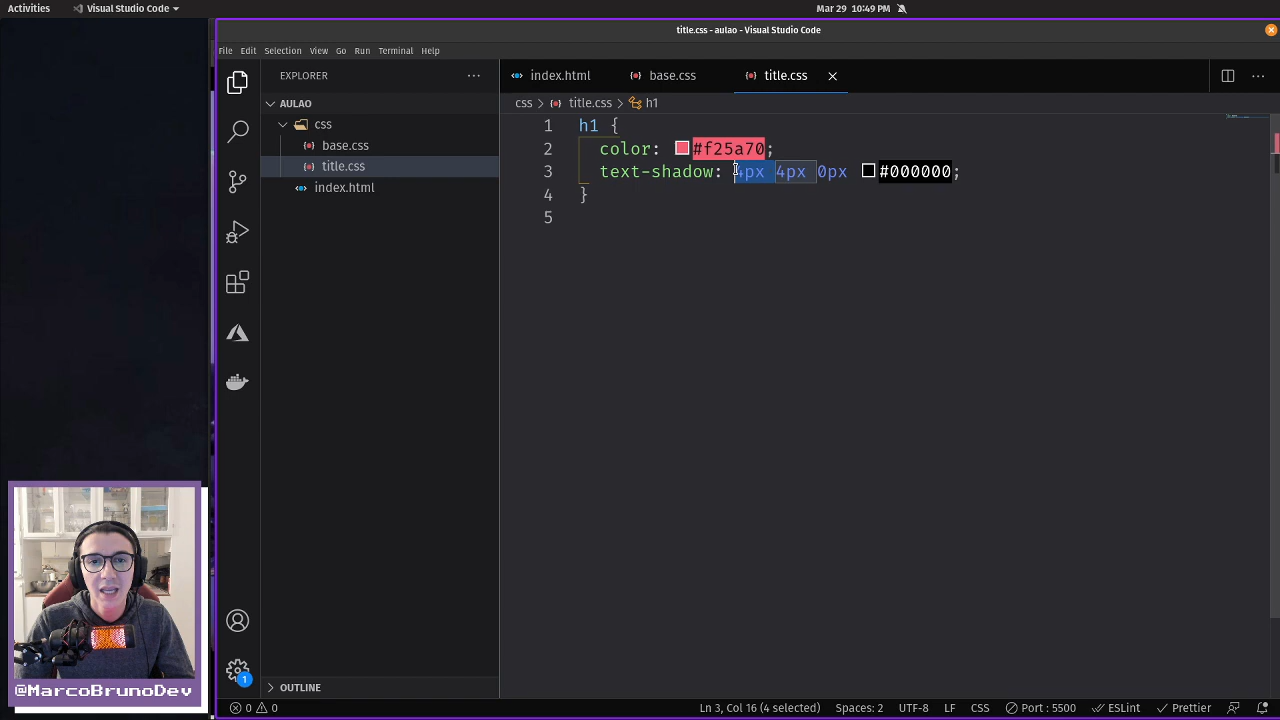 Activities
Visual Studio Code
Mar 29 10:49 PM
title.css - aulao - Visual Studio Code
File Edit Selection View Go Run Terminal Help
EXPLORER
index.html
base.css
title.css
AULAO
css > title.css > h1
css
base.css
title.css
index.html
1 h1 {
2 color: #f25a70;
3 text-shadow: 4px 4px 0px #000000;
4 }
5
@MarcoBrunoDev
1
OUTLINE
0 0
Ln 3, Col 16 (4 selected)
Spaces: 2
UTF-8
LF
CSS
Port : 5500
ESLint
Prettier